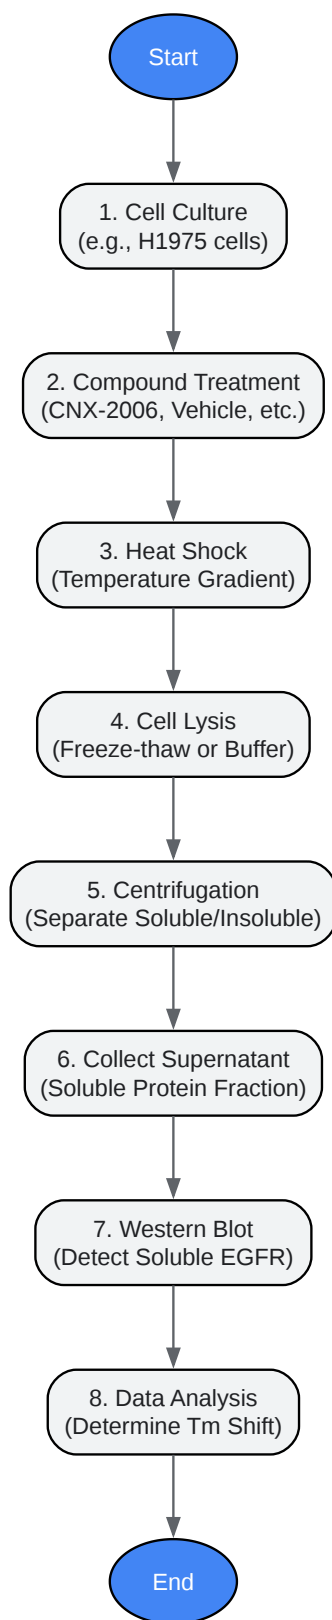 Start
1. Cell Culture
(e.g., H1975 cells)
2. Compound Treatment
(CNX-2006, Vehicle, etc.)
3. Heat Shock
(Temperature Gradient)
4. Cell Lysis
(Freeze-thaw or Buffer)
5. Centrifugation
(Separate Soluble/Insoluble)
6. Collect Supernatant
(Soluble Protein Fraction)
7. Western Blot
(Detect Soluble EGFR)
8. Data Analysis
(Determine Tm Shift)
End